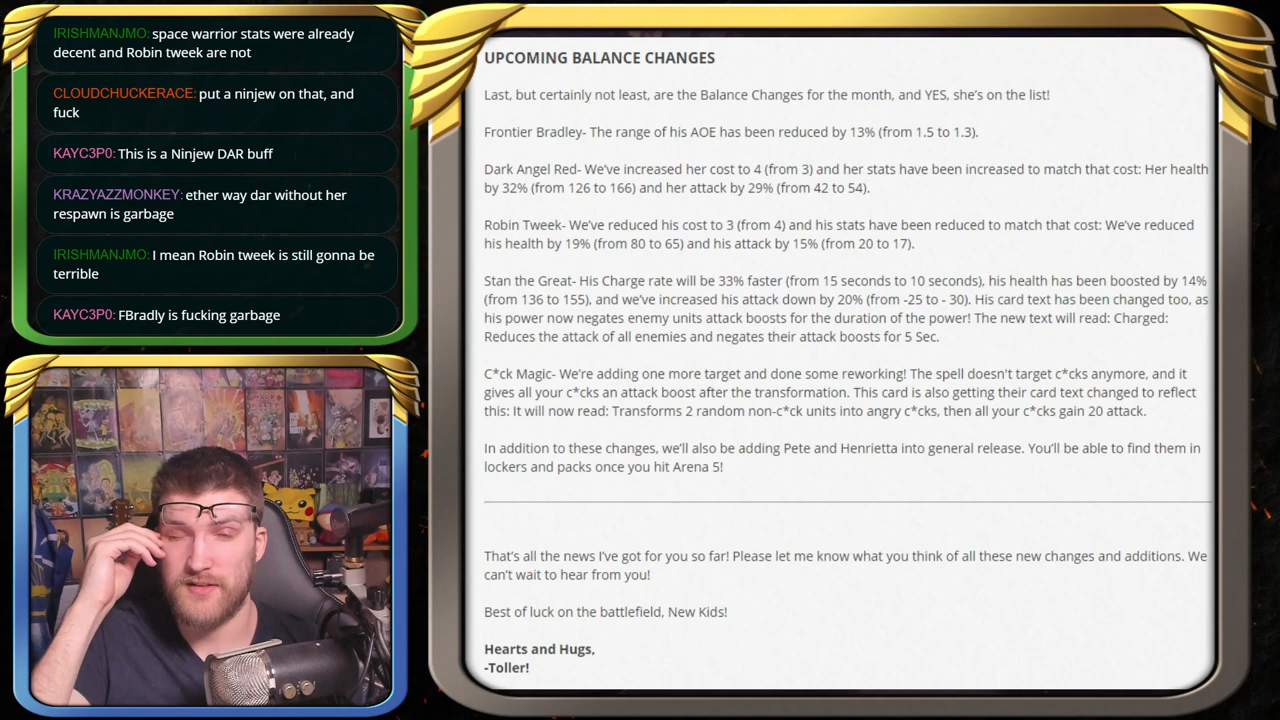 IRISHMANJMO: space warrior stats were already
decent and Robin tweek are not
CLOUDCHUCKERACE: put a ninjew on that, and
fuck
KAYC3P0: This is a Ninjew DAR buff
KRAZYAZZMONKEY: ether way dar without her
respawn is garbage
IRISHMANJMO: I mean Robin tweek is still gonna be
terrible
KAYC3P0: FBradly is fucking garbage
UPCOMING BALANCE CHANGES
Last, but certainly not least, are the Balance Changes for the month, and YES, she's on the list!
Frontier Bradley- The range of his AOE has been reduced by 13% (from 1.5 to 1.3).
Dark Angel Red- We've increased her cost to 4 (from 3) and her stats have been increased to match that cost: Her health
by 32% (from 126 to 166) and her attack by 29% (from 42 to 54).
Robin Tweek- We've reduced his cost to 3 (from 4) and his stats have been reduced to match that cost: We've reduced
his health by 19% (from 80 to 65) and his attack by 15% (from 20 to 17).
Stan the Great- His Charge rate will be 33% faster (from 15 seconds to 10 seconds), his health has been boosted by 14%
(from 136 to 155), and we've increased his attack down by 20% (from -25 to - 30). His card text has been changed too, as
his power now negates enemy units attack boosts for the duration of the power! The new text will read: Charged:
Reduces the attack of all enemies and negates their attack boosts for 5 Sec.
C*ck Magic- We're adding one more target and done some reworking! The spell doesn't target c*cks anymore, and it
gives all your c*cks an attack boost after the transformation. This card is also getting their card text changed to reflect
this: It will now read: Transforms 2 random non-c*ck units into angry c*cks, then all your c*cks gain 20 attack.
In addition to these changes, we'll also be adding Pete and Henrietta into general release. You'll be able to find them in
lockers and packs once you hit Arena 5!
That's all the news I've got for you so far! Please let me know what you think of all these new changes and additions. We
can't wait to hear from you!
Best of luck on the battlefield, New Kids!
Hearts and Hugs,
-Toller!